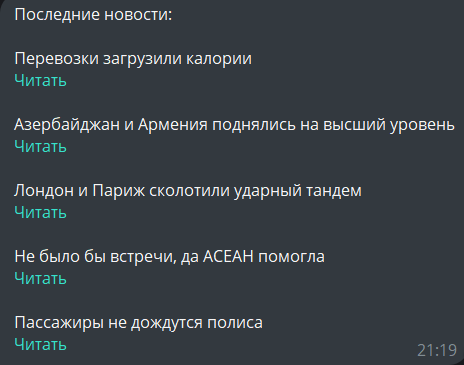 Последние новости:
Перевозки загрузили калории
Читать
Азербайджан и Армения поднялись на высший уровень
Читать
Лондон и Париж сколотили ударный тандем
Читать
Не было бы встречи, да АСЕАН помогла
Читать
Пассажиры не дождутся полиса
Читать
21:19